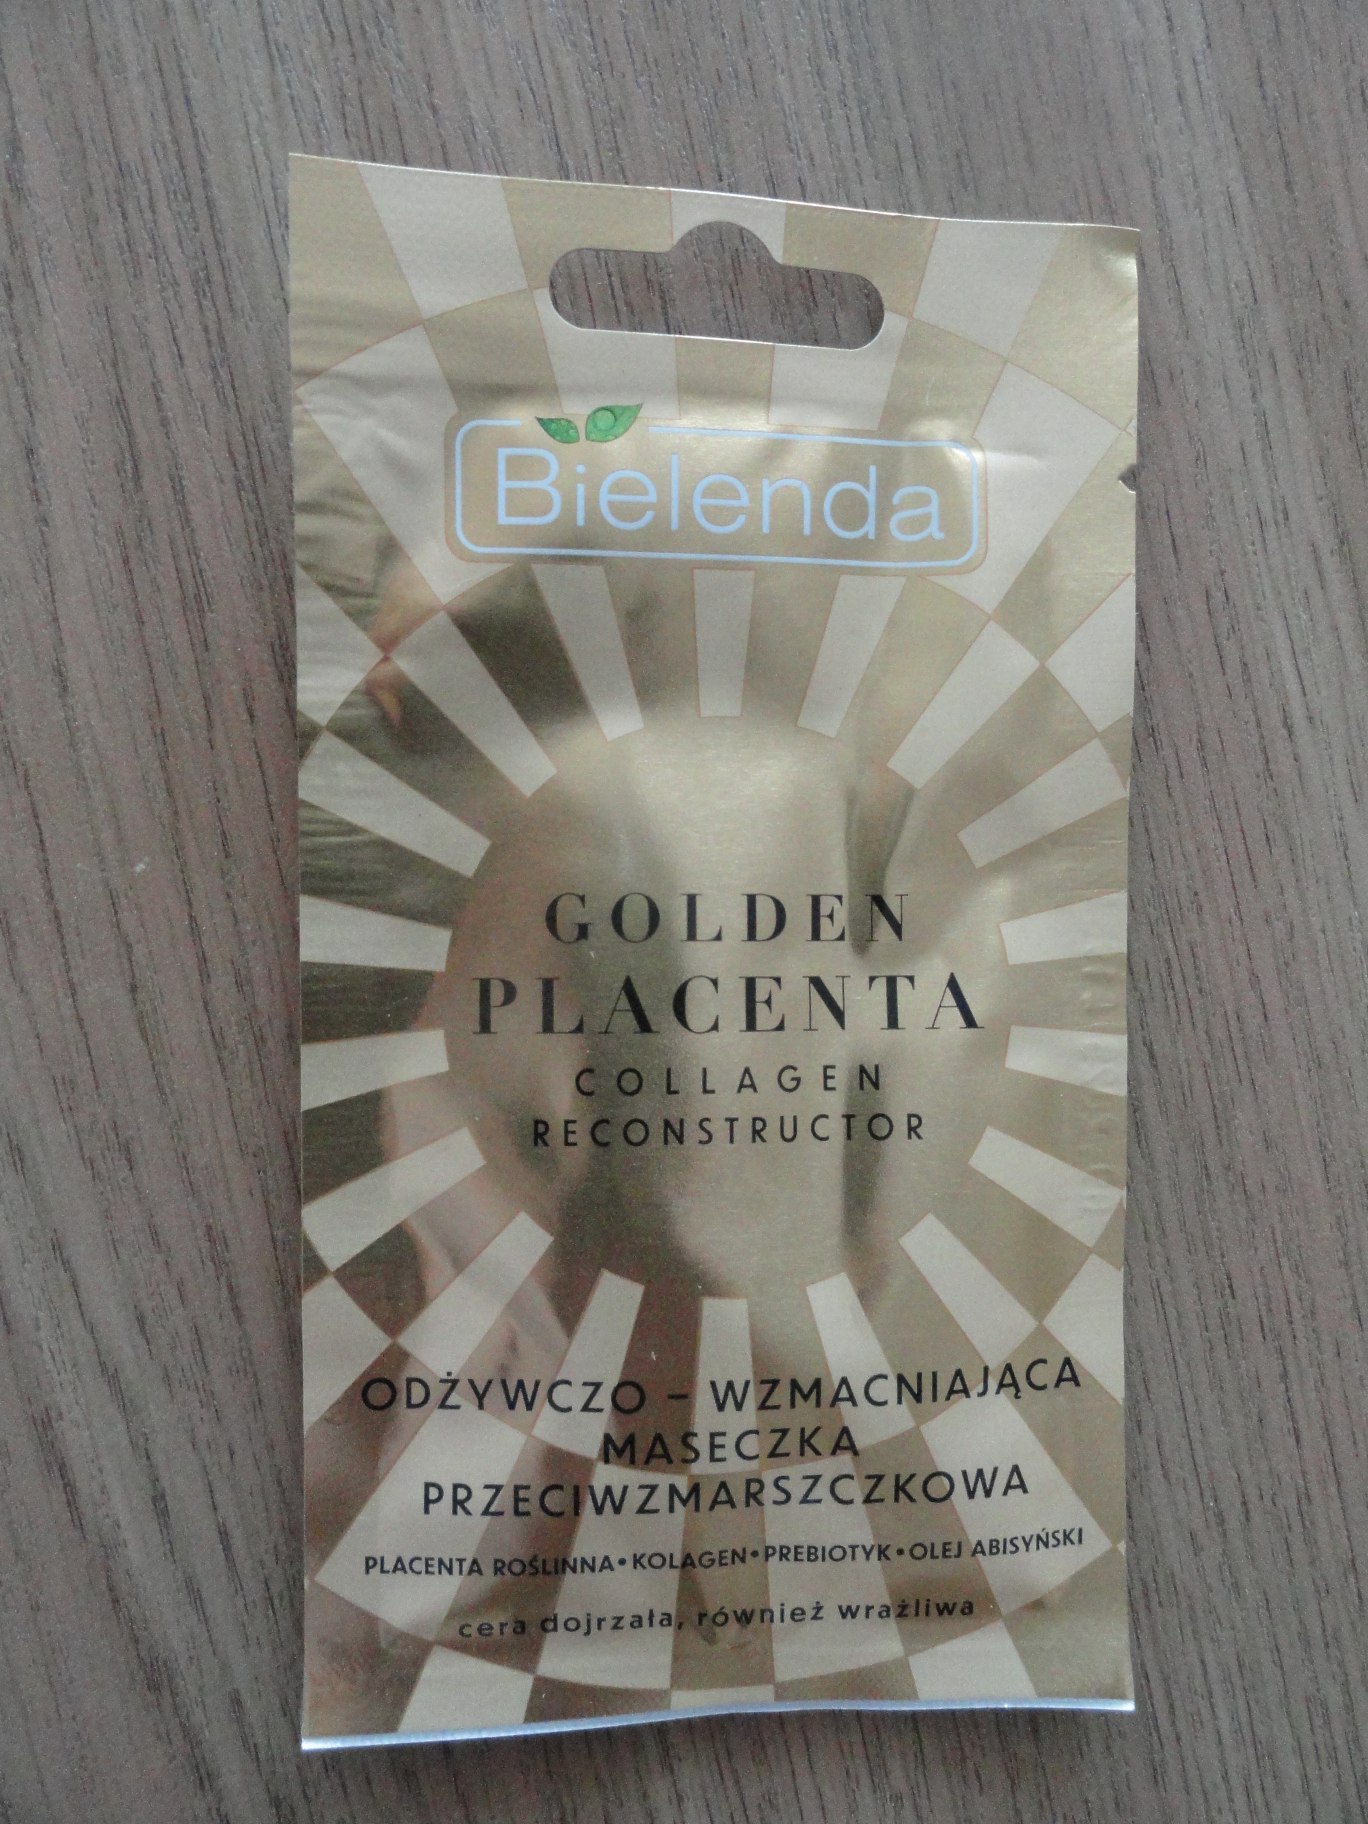 Bielenda
GOLDEN
PLACENTA
COLLAGEN
RECONSTRUCTOR
ODŻYWCZO – WZMACNIAJĄCA
MASECZKA
PRZECIWZMARSZCZKOWA
PLACENTA ROŚLINNA•KOLAGEN•PREBIOTYK•OLEJ ABISYŃSKI
cera dojrzała, również wrażliwa